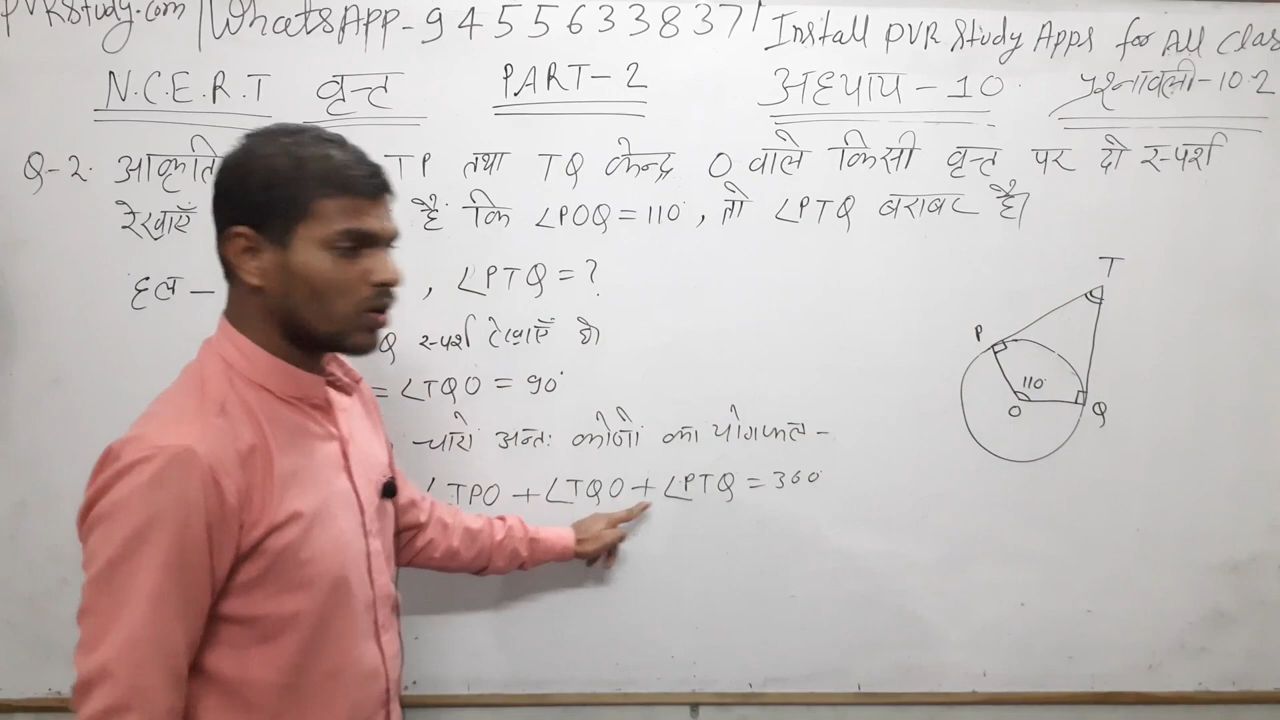 PVRStudy.com | WhatsApp-9455633837 | Install PVR Study Apps for All Clas
N.C.E.R.T वृत्त PART-2 अध्याय-10 प्रश्नावली-10.2
Q-2. आकृति TP तथा TQ केन्द्र O वाले किसी वृत्त पर दो स्पर्श
रेखाएँ है कि ∠POQ=110°, तो ∠PTQ बराबर है।
हल- , ∠PTQ=?
Q स्पर्श रेखाएँ है।
= ∠TQO = 90°
चारों अन्तः कोणों का योगफल-
∠TPO + ∠TQO + ∠PTQ = 360°
T
P
110°
O
Q